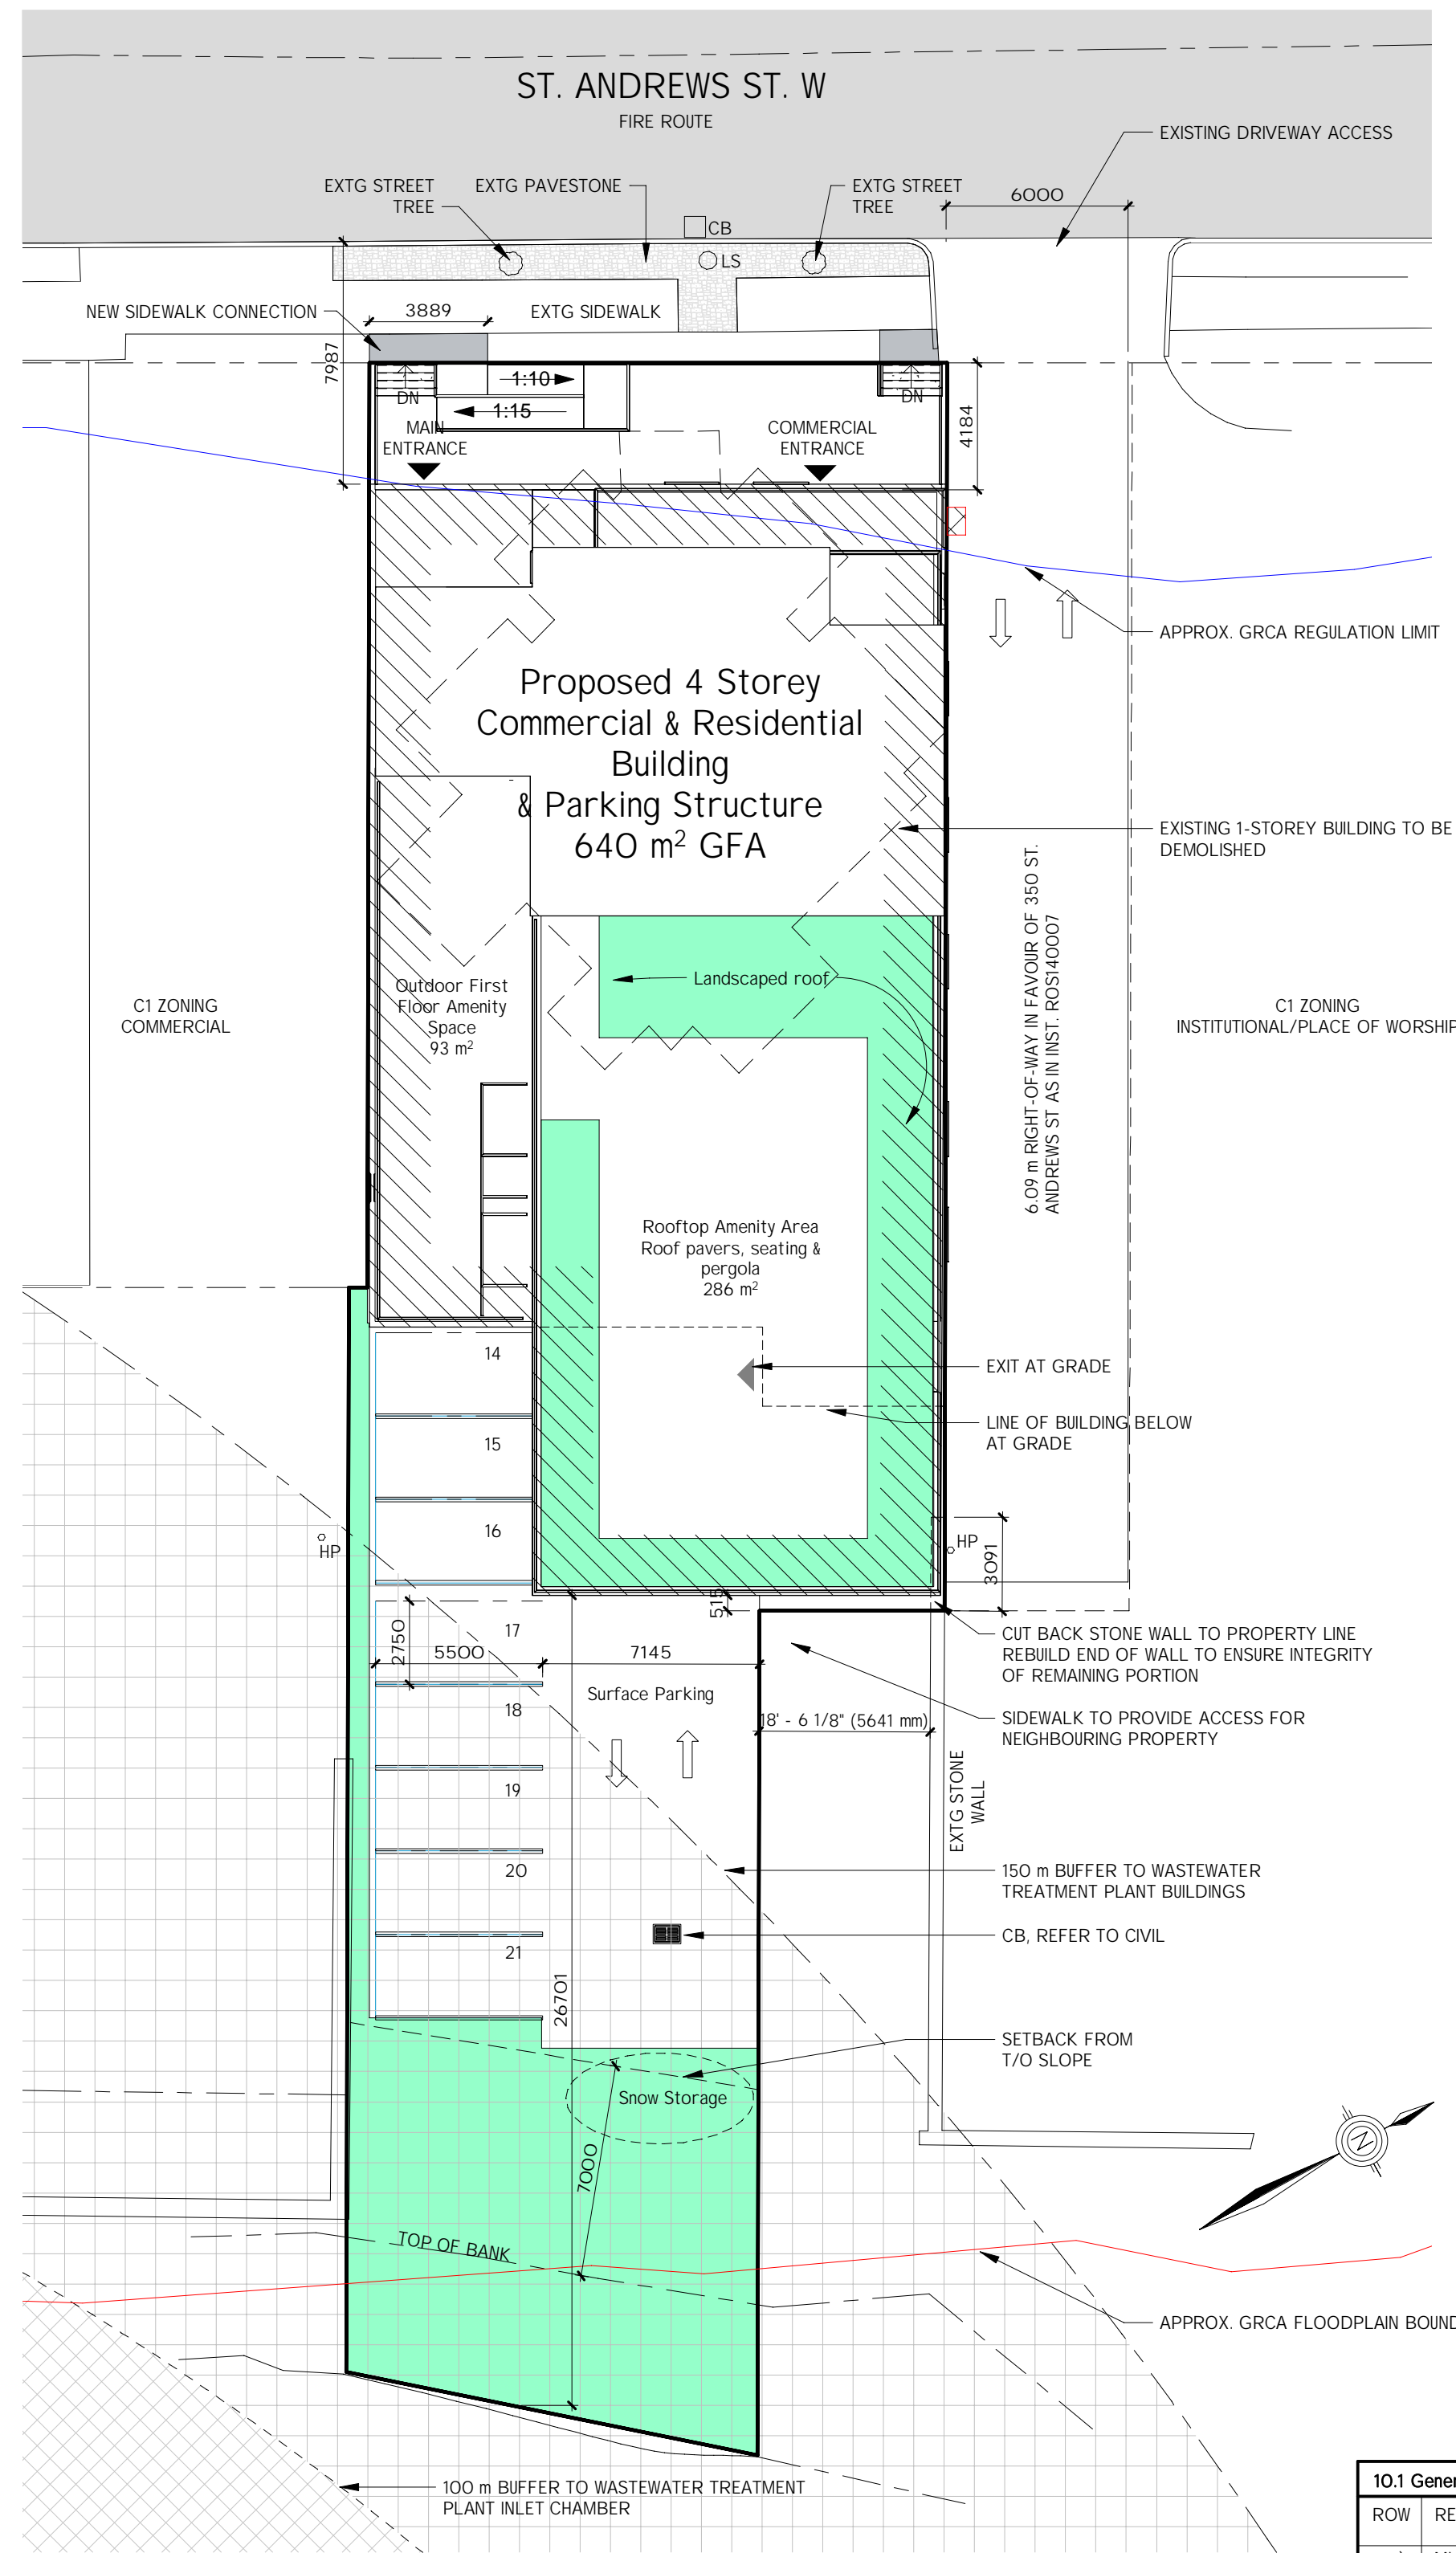 ST. ANDREWS ST. W
FIRE ROUTE
EXISTING DRIVEWAY ACCESS
EXTG STREET
TREE
EXTG PAVESTONE
EXTG STREET
TREE
6000
CB
LS
NEW SIDEWALK CONNECTION
3889
EXTG SIDEWALK
7987
1:10
1:15
DN
DN
4184
MAIN
ENTRANCE
COMMERCIAL
ENTRANCE
APPROX. GRCA REGULATION LIMIT
Proposed 4 Storey
Commercial & Residential
Building
& Parking Structure
640 m² GFA
EXISTING 1-STOREY BUILDING TO BE
DEMOLISHED
6.09 m RIGHT-OF-WAY IN FAVOUR OF 350 ST.
ANDREWS ST AS IN INST. ROS140007
Landscaped roof
Outdoor First
Floor Amenity
Space
93 m²
C1 ZONING
COMMERCIAL
C1 ZONING
INSTITUTIONAL/PLACE OF WORSHIP
Rooftop Amenity Area
Roof pavers, seating &
pergola
286 m²
14
EXIT AT GRADE
LINE OF BUILDING BELOW
AT GRADE
15
16
HP
HP
3091
515
17
2750
5500
7145
CUT BACK STONE WALL TO PROPERTY LINE
REBUILD END OF WALL TO ENSURE INTEGRITY
OF REMAINING PORTION
Surface Parking
18
18' - 6 1/8" (5641 mm)
SIDEWALK TO PROVIDE ACCESS FOR
NEIGHBOURING PROPERTY
19
EXTG STONE
WALL
20
150 m BUFFER TO WASTEWATER
TREATMENT PLANT BUILDINGS
CB, REFER TO CIVIL
21
26701
SETBACK FROM
T/O SLOPE
Snow Storage
7000
N
TOP OF BANK
APPROX. GRCA FLOODPLAIN BOUND
100 m BUFFER TO WASTEWATER TREATMENT
PLANT INLET CHAMBER
10.1 Gener
ROW RE